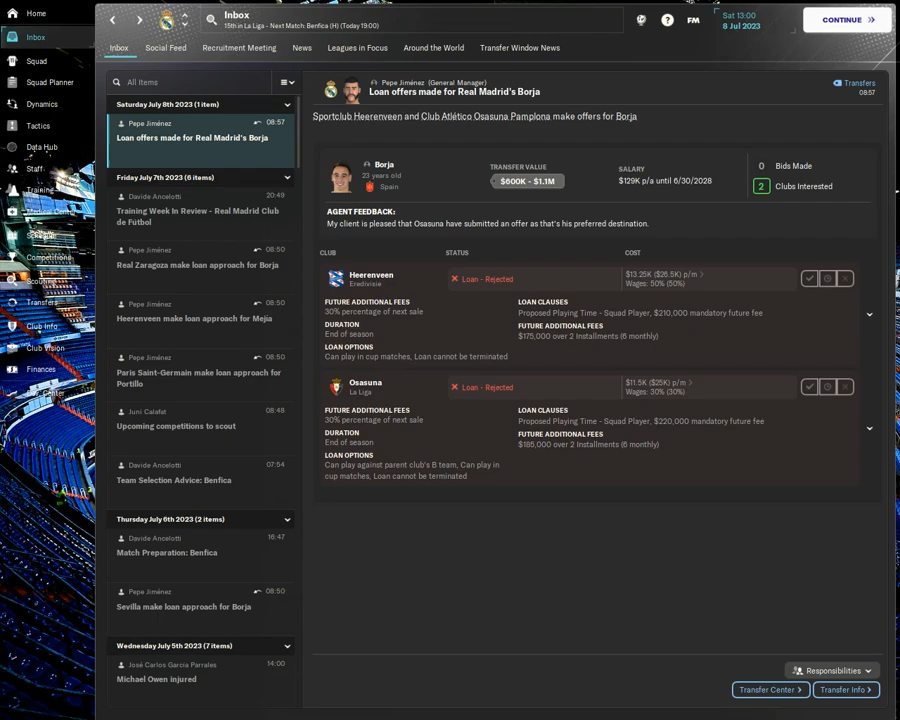 Home
Inbox
Squad
Squad Planner
Dynamics
Tactics
Data Hub
Staff
Training
Competitions
Scouting
Transfers
Club Info
Club Vision
Finances
Inbox
15th in La Liga - Next Match: Benfica (H) (Today 19:00)
FM
Sat 13:00
8 Jul 2023
CONTINUE
Inbox
Social Feed
Recruitment Meeting
News
Leagues in Focus
Around the World
Transfer Window News
All Items
Saturday July 8th 2023 (1 item)
Pepe Jiménez 08:57
Loan offers made for Real Madrid's Borja
Friday July 7th 2023 (6 items)
Davide Ancelotti 20:49
Training Week In Review - Real Madrid Club
de Fútbol
Pepe Jiménez 08:50
Real Zaragoza make loan approach for Borja
Pepe Jiménez 08:50
Heerenveen make loan approach for Mejía
Pepe Jiménez 08:50
Paris Saint-Germain make loan approach for
Portillo
Juni Calafat 08:48
Upcoming competitions to scout
Davide Ancelotti 07:54
Team Selection Advice: Benfica
Thursday July 6th 2023 (2 items)
Davide Ancelotti 16:47
Match Preparation: Benfica
Pepe Jiménez 08:50
Sevilla make loan approach for Borja
Wednesday July 5th 2023 (7 items)
José Carlos García Parrales 14:00
Michael Owen injured
Pepe Jiménez (General Manager)
Loan offers made for Real Madrid's Borja
Transfers
08:57
Sportclub Heerenveen and Club Atlético Osasuna Pamplona make offers for Borja
Borja
23 years old
Spain
TRANSFER VALUE
$600K - $1.1M
SALARY
$129K p/a until 6/30/2028
0 Bids Made
2 Clubs Interested
AGENT FEEDBACK:
My client is pleased that Osasuna have submitted an offer as that's his preferred destination.
CLUB STATUS COST
Heerenveen
Eredivisie
Loan - Rejected
$13.25K ($26.5K) p/m
Wages: 50% (50%)
FUTURE ADDITIONAL FEES
30% percentage of next sale
DURATION
End of season
LOAN OPTIONS
Can play in cup matches, Loan cannot be terminated
LOAN CLAUSES
Proposed Playing Time - Squad Player, $210,000 mandatory future fee
FUTURE ADDITIONAL FEES
$175,000 over 2 Installments (6 monthly)
Osasuna
La Liga
Loan - Rejected
$11.5K ($25K) p/m
Wages: 30% (30%)
FUTURE ADDITIONAL FEES
30% percentage of next sale
DURATION
End of season
LOAN OPTIONS
Can play against parent club's B team, Can play in
cup matches, Loan cannot be terminated
LOAN CLAUSES
Proposed Playing Time - Squad Player, $220,000 mandatory future fee
FUTURE ADDITIONAL FEES
$185,000 over 2 Installments (6 monthly)
Responsibilities
Transfer Center
Transfer Info